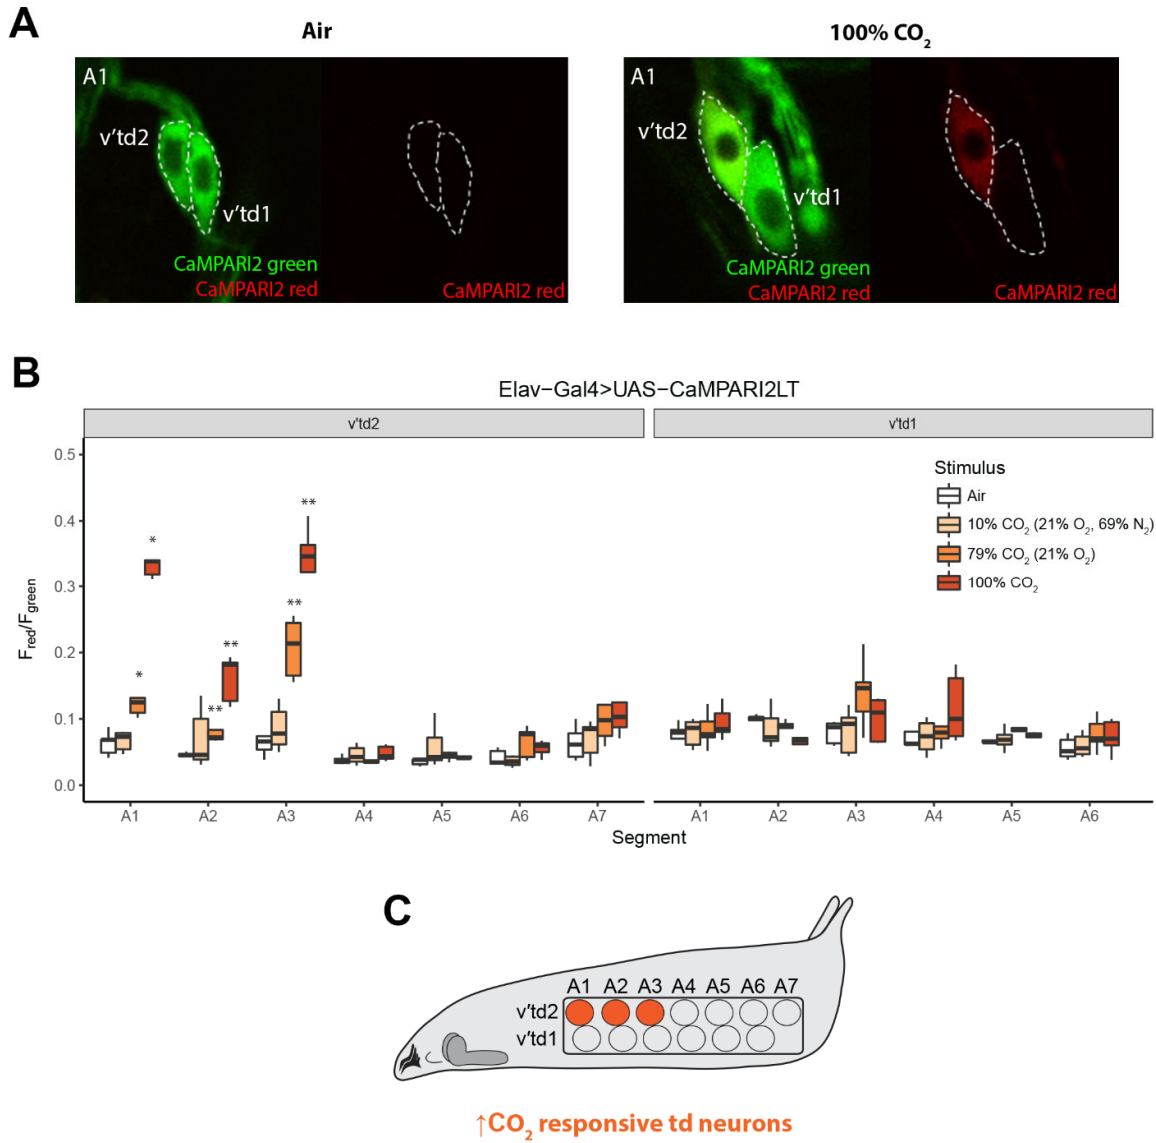 A
Air
100% CO₂
A1
v′td2
v′td1
CaMPARI2 green
CaMPARI2 red
CaMPARI2 red
A1
v′td2
v′td1
CaMPARI2 green
CaMPARI2 red
CaMPARI2 red
B
Elav−Gal4>UAS−CaMPARI2LT
v'td2
v'td1
0.5
0.4
0.3
0.2
0.1
0.0
F_red/F_green
*
*
**
**
**
**
Stimulus
Air
10% CO₂ (21% O₂, 69% N₂)
79% CO₂ (21% O₂)
100% CO₂
A1 A2 A3 A4 A5 A6 A7
A1 A2 A3 A4 A5 A6
Segment
C
A1 A2 A3 A4 A5 A6 A7
v′td2
v′td1
↑CO₂ responsive td neurons